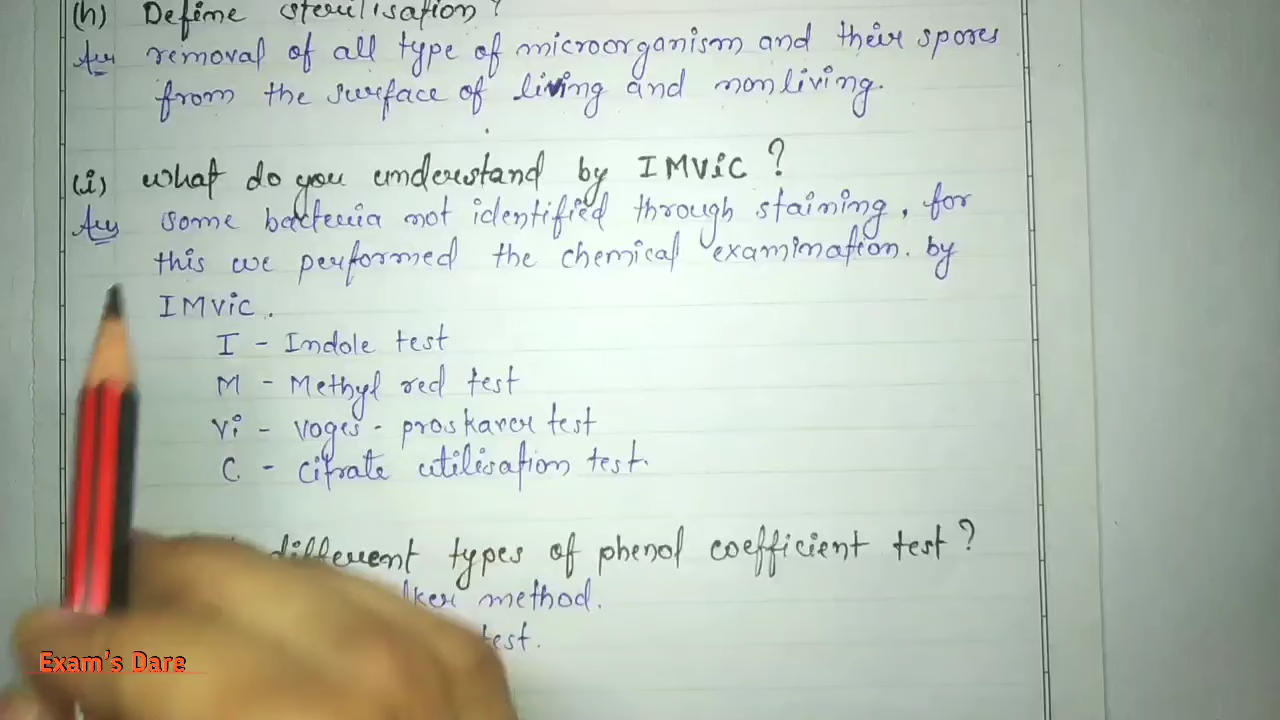 (h) Define sterilisation?
Ans removal of all type of microorganism and their spores
from the surface of living and nonliving.
(i) what do you understand by IMViC ?
Ans some bacteria not identified through staining, for
this we performed the chemical examination. by
IMVic.
I - Indole test
M - Methyl red test
Vi - voges - proskaver test
C - citrate utilisation test.
different types of phenol coefficient test?
method.
test.
Exam's Dare